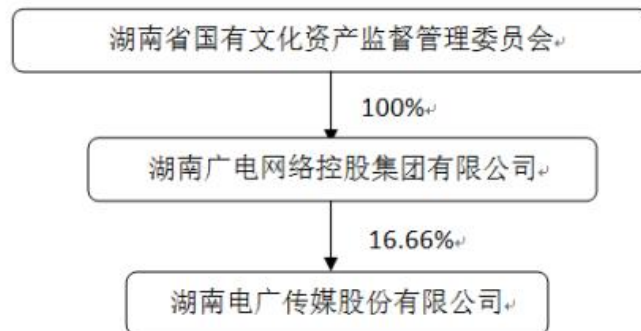 湖南省国有文化资产监督管理委员会
100%
湖南广电网络控股集团有限公司
16.66%
湖南电广传媒股份有限公司